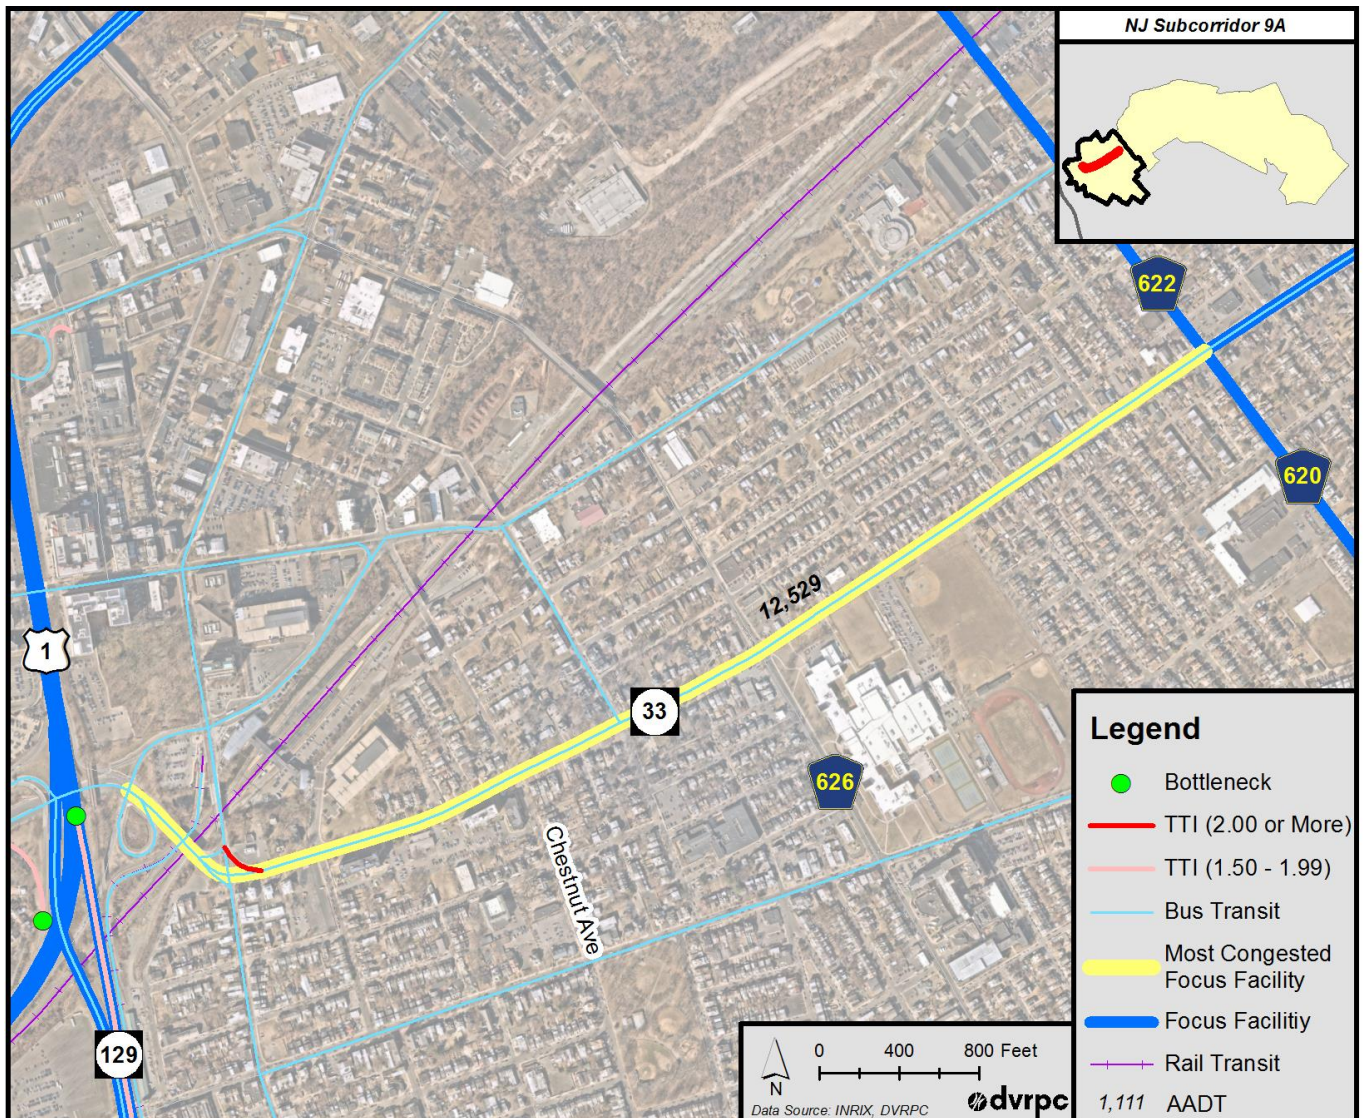 NJ Subcorridor 9A
622
620
1
12,529
33
626
Chestnut Ave
129
Legend
Bottleneck
TTI (2.00 or More)
TTI (1.50 - 1.99)
Bus Transit
Most Congested
Focus Facility
Focus Facilitiy
Rail Transit
1,111 AADT
0 400 800 Feet
N
Data Source: INRIX, DVRPC
dvrpc